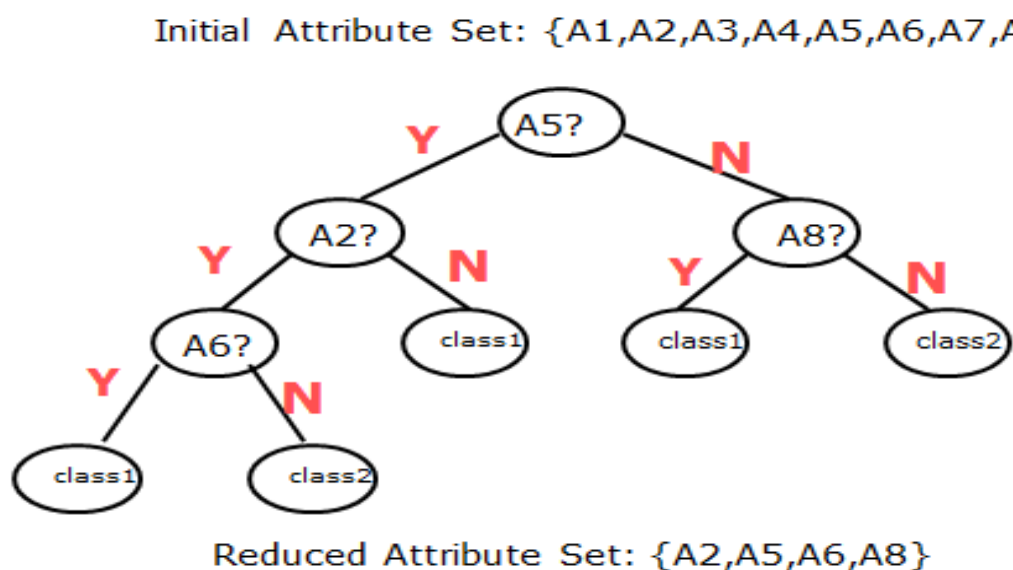 Initial Attribute Set: {A1,A2,A3,A4,A5,A6,A7,
A5?
Y
N
A2?
A8?
Y
N
Y
N
A6?
class1
class1
class2
Y
N
class1
class2
Reduced Attribute Set: {A2,A5,A6,A8}